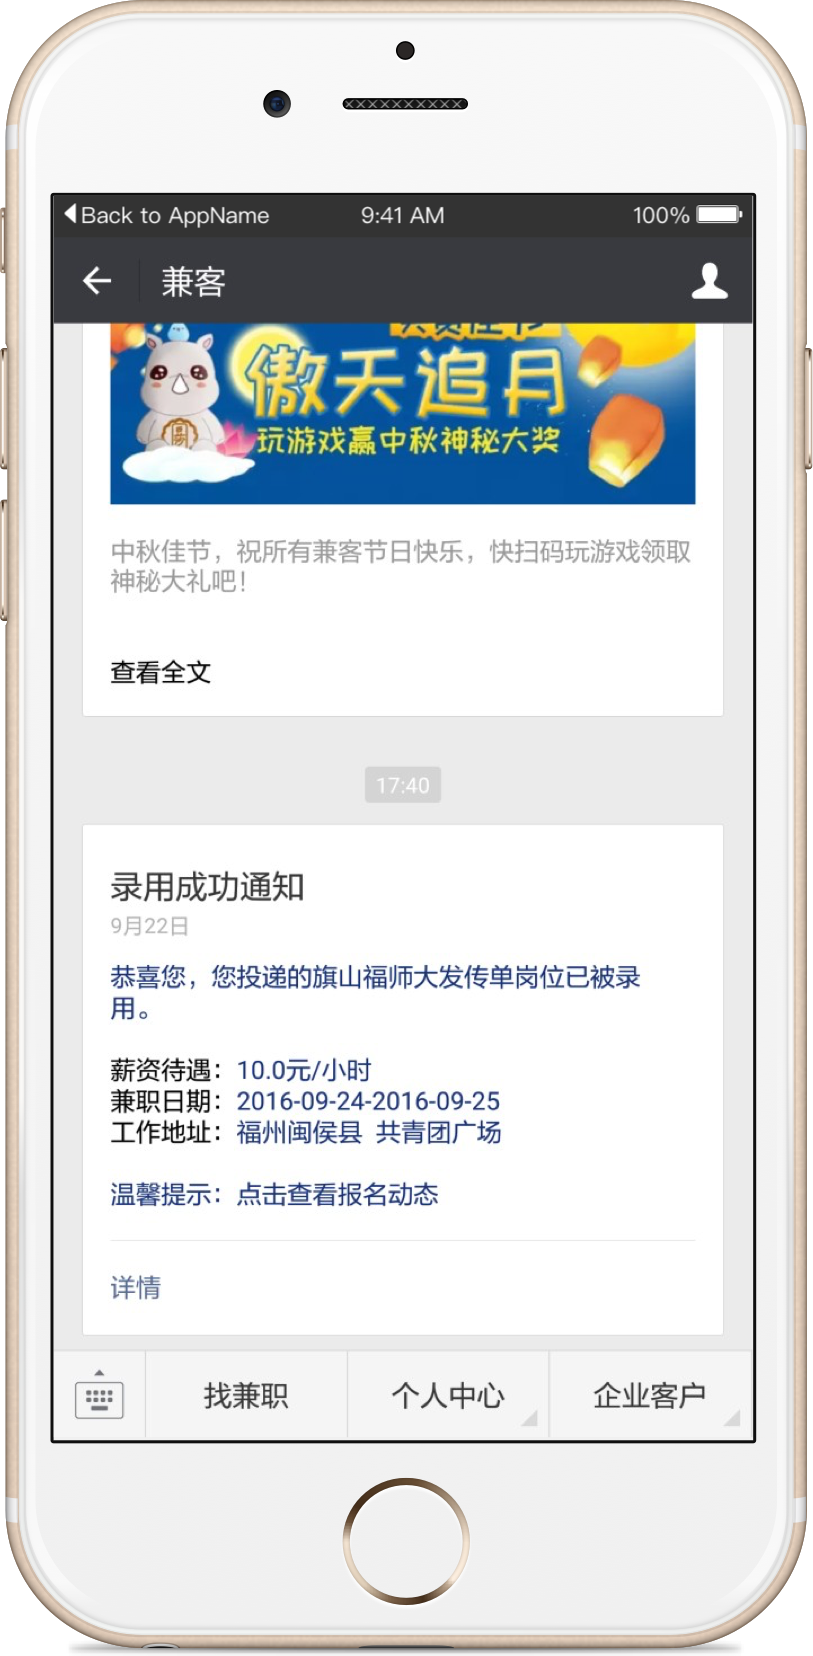 Back to AppName 9:41 AM 100%
兼客
傲天追月
玩游戏赢中秋神秘大奖
中秋佳节，祝所有兼客节日快乐，快扫码玩游戏领取
神秘大礼吧！
查看全文
17:40
录用成功通知
9月22日
恭喜您，您投递的旗山福师大发传单岗位已被录
用。
薪资待遇：10.0元/小时
兼职日期：2016-09-24-2016-09-25
工作地址：福州闽侯县 共青团广场
温馨提示：点击查看报名动态
详情
找兼职 个人中心 企业客户